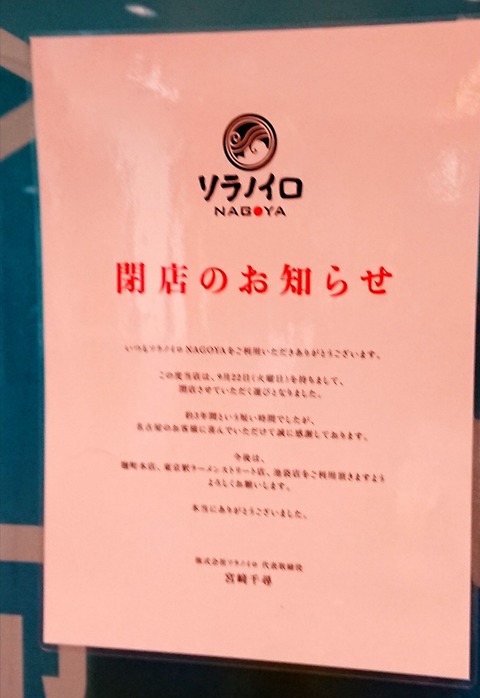 ソラノイロ
NAGOYA
閉店のお知らせ
いつもソラノイロ NAGOYAをご利用いただきありがとうございます。
この度当店は、9月22日(火曜日)を持ちまして、
閉店させていただく運びとなりました。
約3年間という短い時間でしたが、
名古屋のお客様に喜んでいただけて誠に感謝しております。
今後は、
麹町本店、東京駅ラーメンストリート店、池袋店をご利用頂きますよう
よろしくお願いします。
本当にありがとうございました。
株式会社ソラノイロ 代表取締役
宮﨑千尋